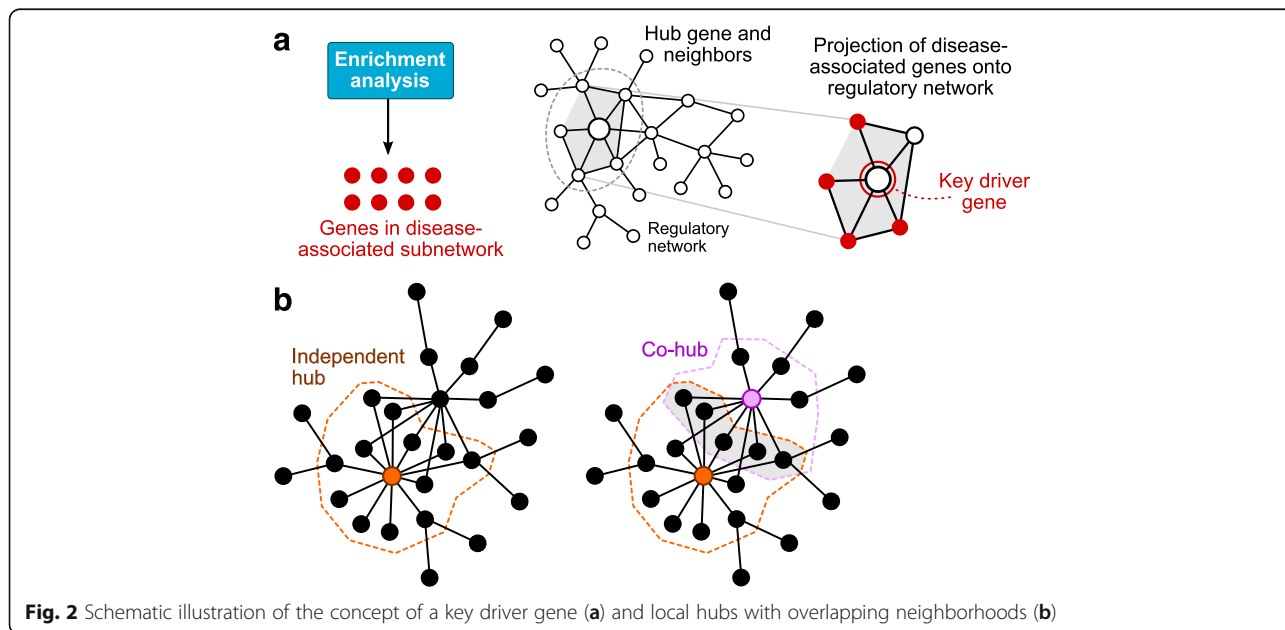 a
Enrichment
analysis
Genes in disease-
associated subnetwork
Hub gene and
neighbors
Regulatory
network
Projection of disease-
associated genes onto
regulatory network
Key driver
gene
b
Independent
hub
Co-hub
Fig. 2 Schematic illustration of the concept of a key driver gene (a) and local hubs with overlapping neighborhoods (b)